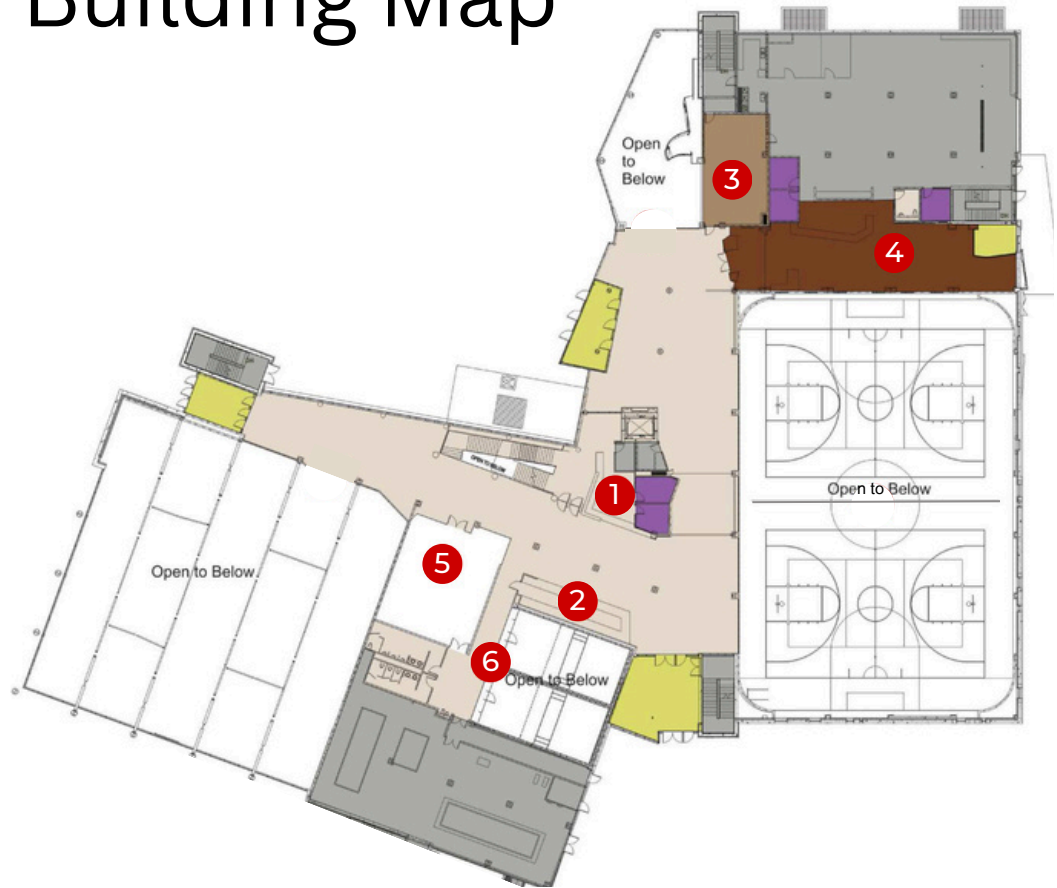 Building Map
Open
to
Below
3
4
1
OPEN TO BELOW
Open to Below
5
Open to Below
2
6
Open to Below